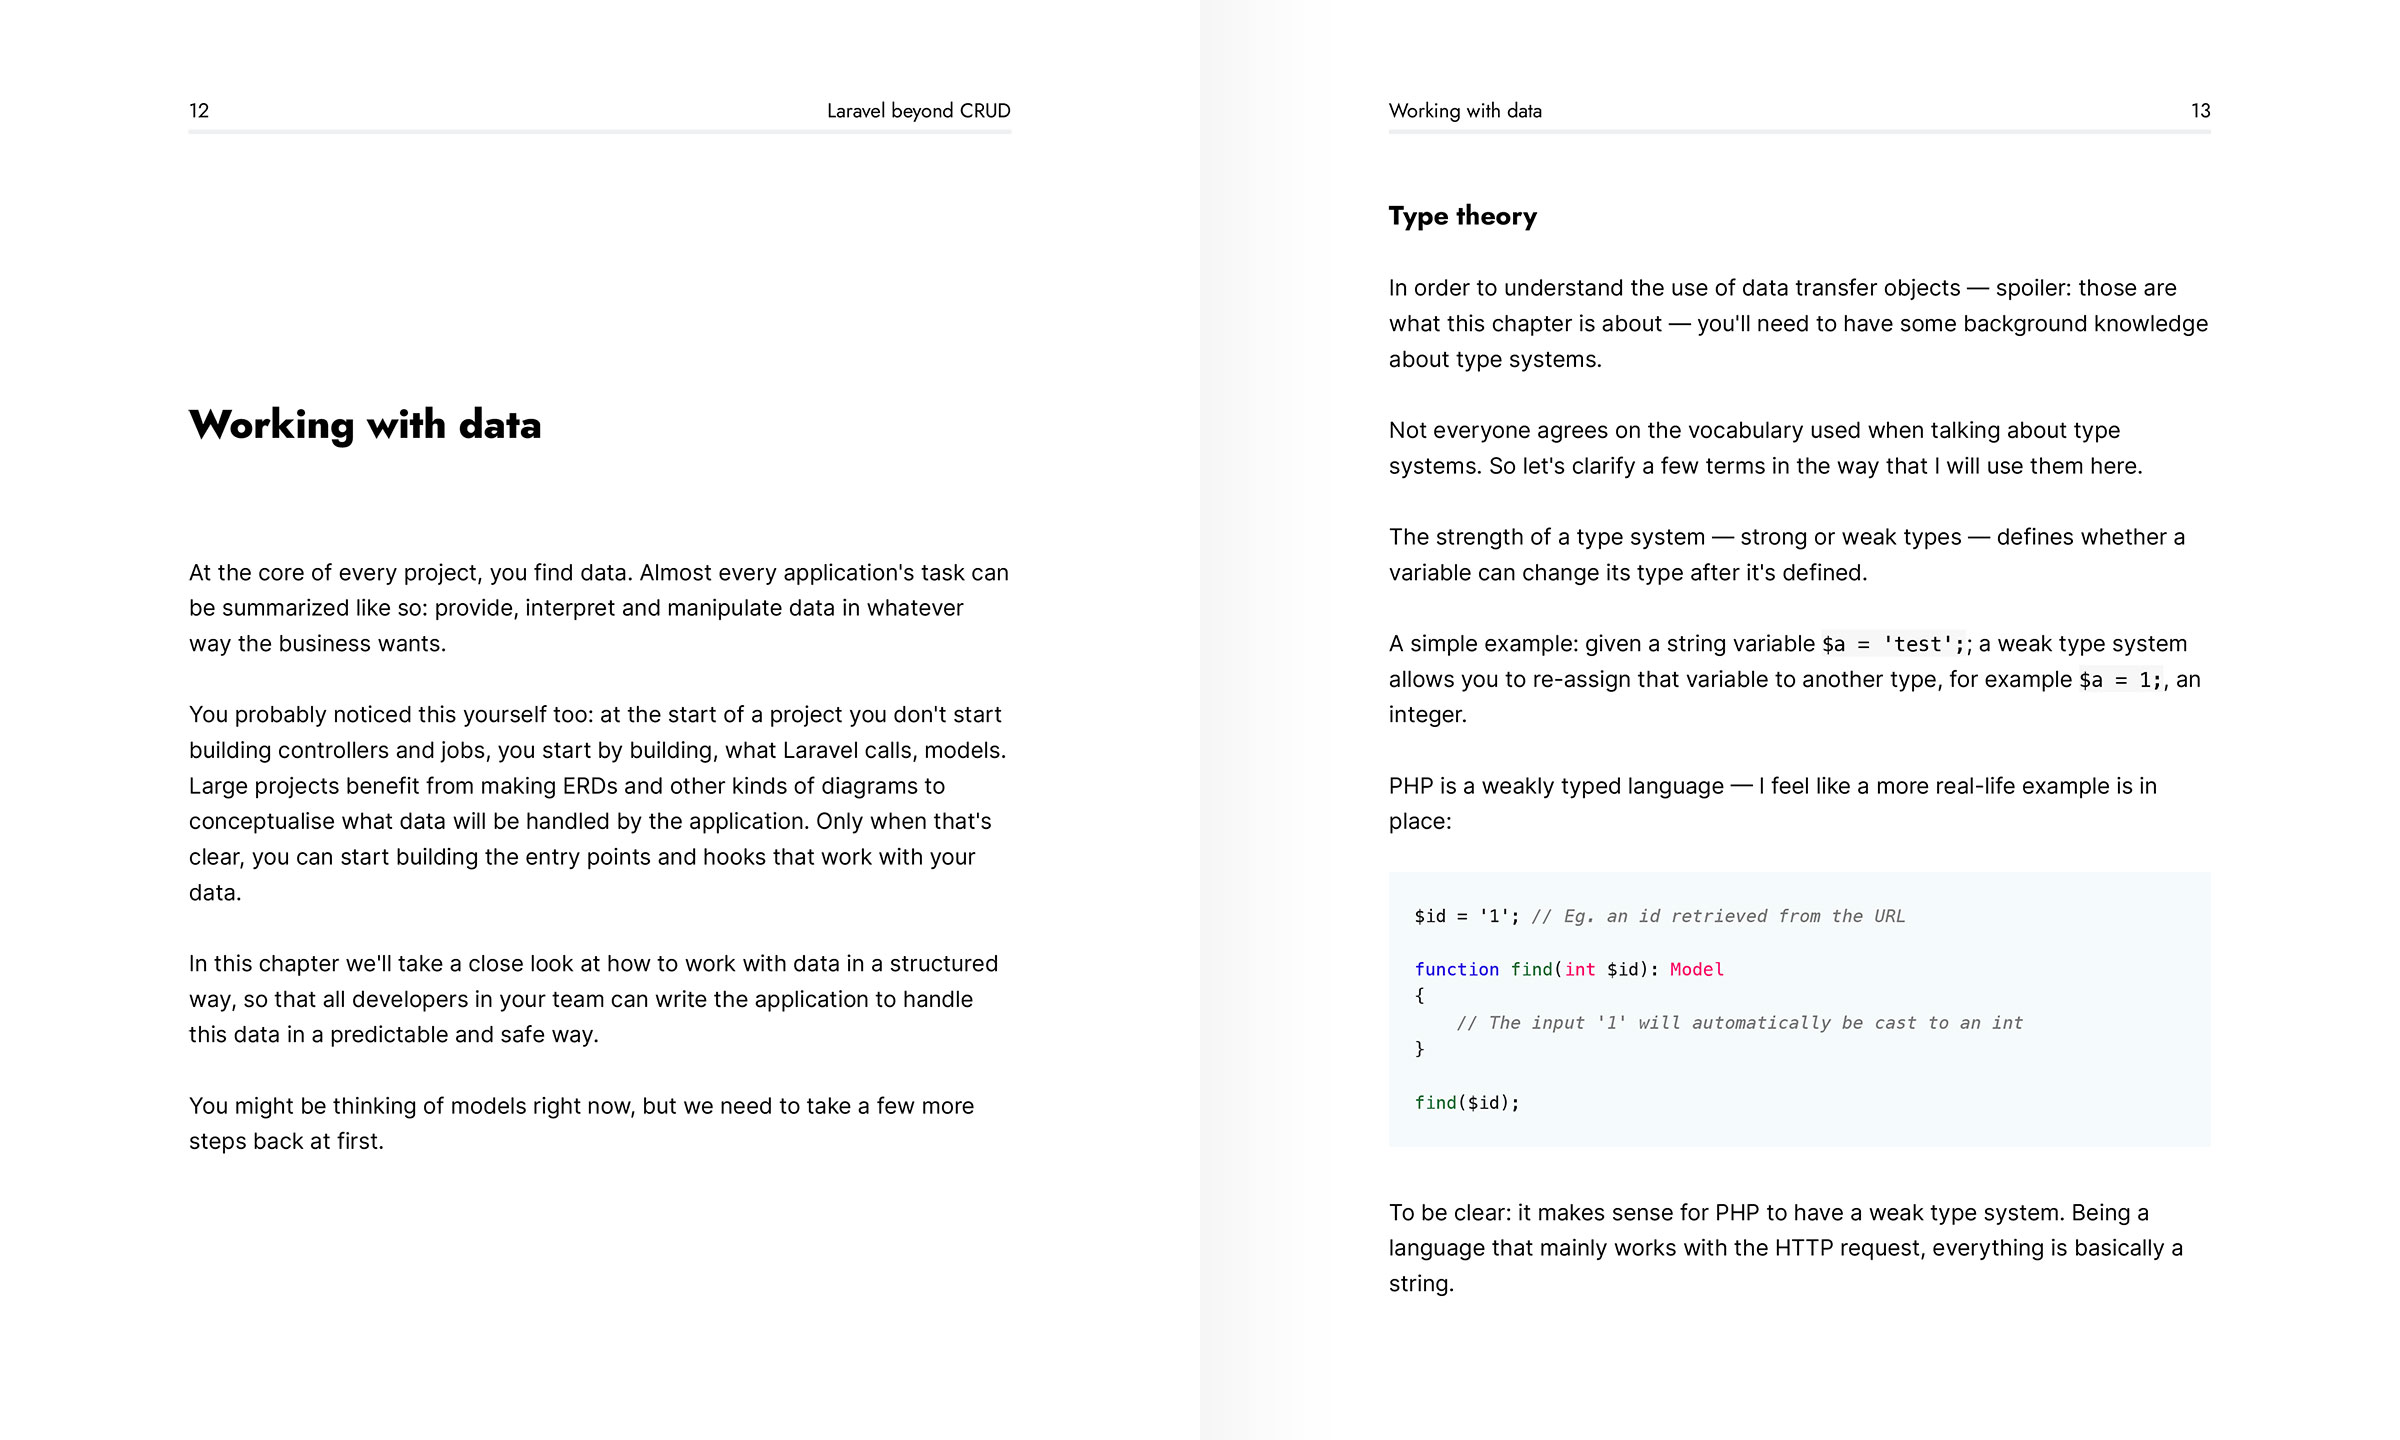 12
Laravel beyond CRUD
Working with data
At the core of every project, you find data. Almost every application's task can
be summarized like so: provide, interpret and manipulate data in whatever
way the business wants.
You probably noticed this yourself too: at the start of a project you don't start
building controllers and jobs, you start by building, what Laravel calls, models.
Large projects benefit from making ERDs and other kinds of diagrams to
conceptualise what data will be handled by the application. Only when that's
clear, you can start building the entry points and hooks that work with your
data.
In this chapter we'll take a close look at how to work with data in a structured
way, so that all developers in your team can write the application to handle
this data in a predictable and safe way.
You might be thinking of models right now, but we need to take a few more
steps back at first.
Working with data
13
Type theory
In order to understand the use of data transfer objects — spoiler: those are
what this chapter is about — you'll need to have some background knowledge
about type systems.
Not everyone agrees on the vocabulary used when talking about type
systems. So let's clarify a few terms in the way that I will use them here.
The strength of a type system — strong or weak types — defines whether a
variable can change its type after it's defined.
A simple example: given a string variable $a = 'test';; a weak type system
allows you to re-assign that variable to another type, for example $a = 1;, an
integer.
PHP is a weakly typed language — I feel like a more real-life example is in
place:
$id = '1'; // Eg. an id retrieved from the URL
function find(int $id): Model
{
    // The input '1' will automatically be cast to an int
}
find($id);
To be clear: it makes sense for PHP to have a weak type system. Being a
language that mainly works with the HTTP request, everything is basically a
string.